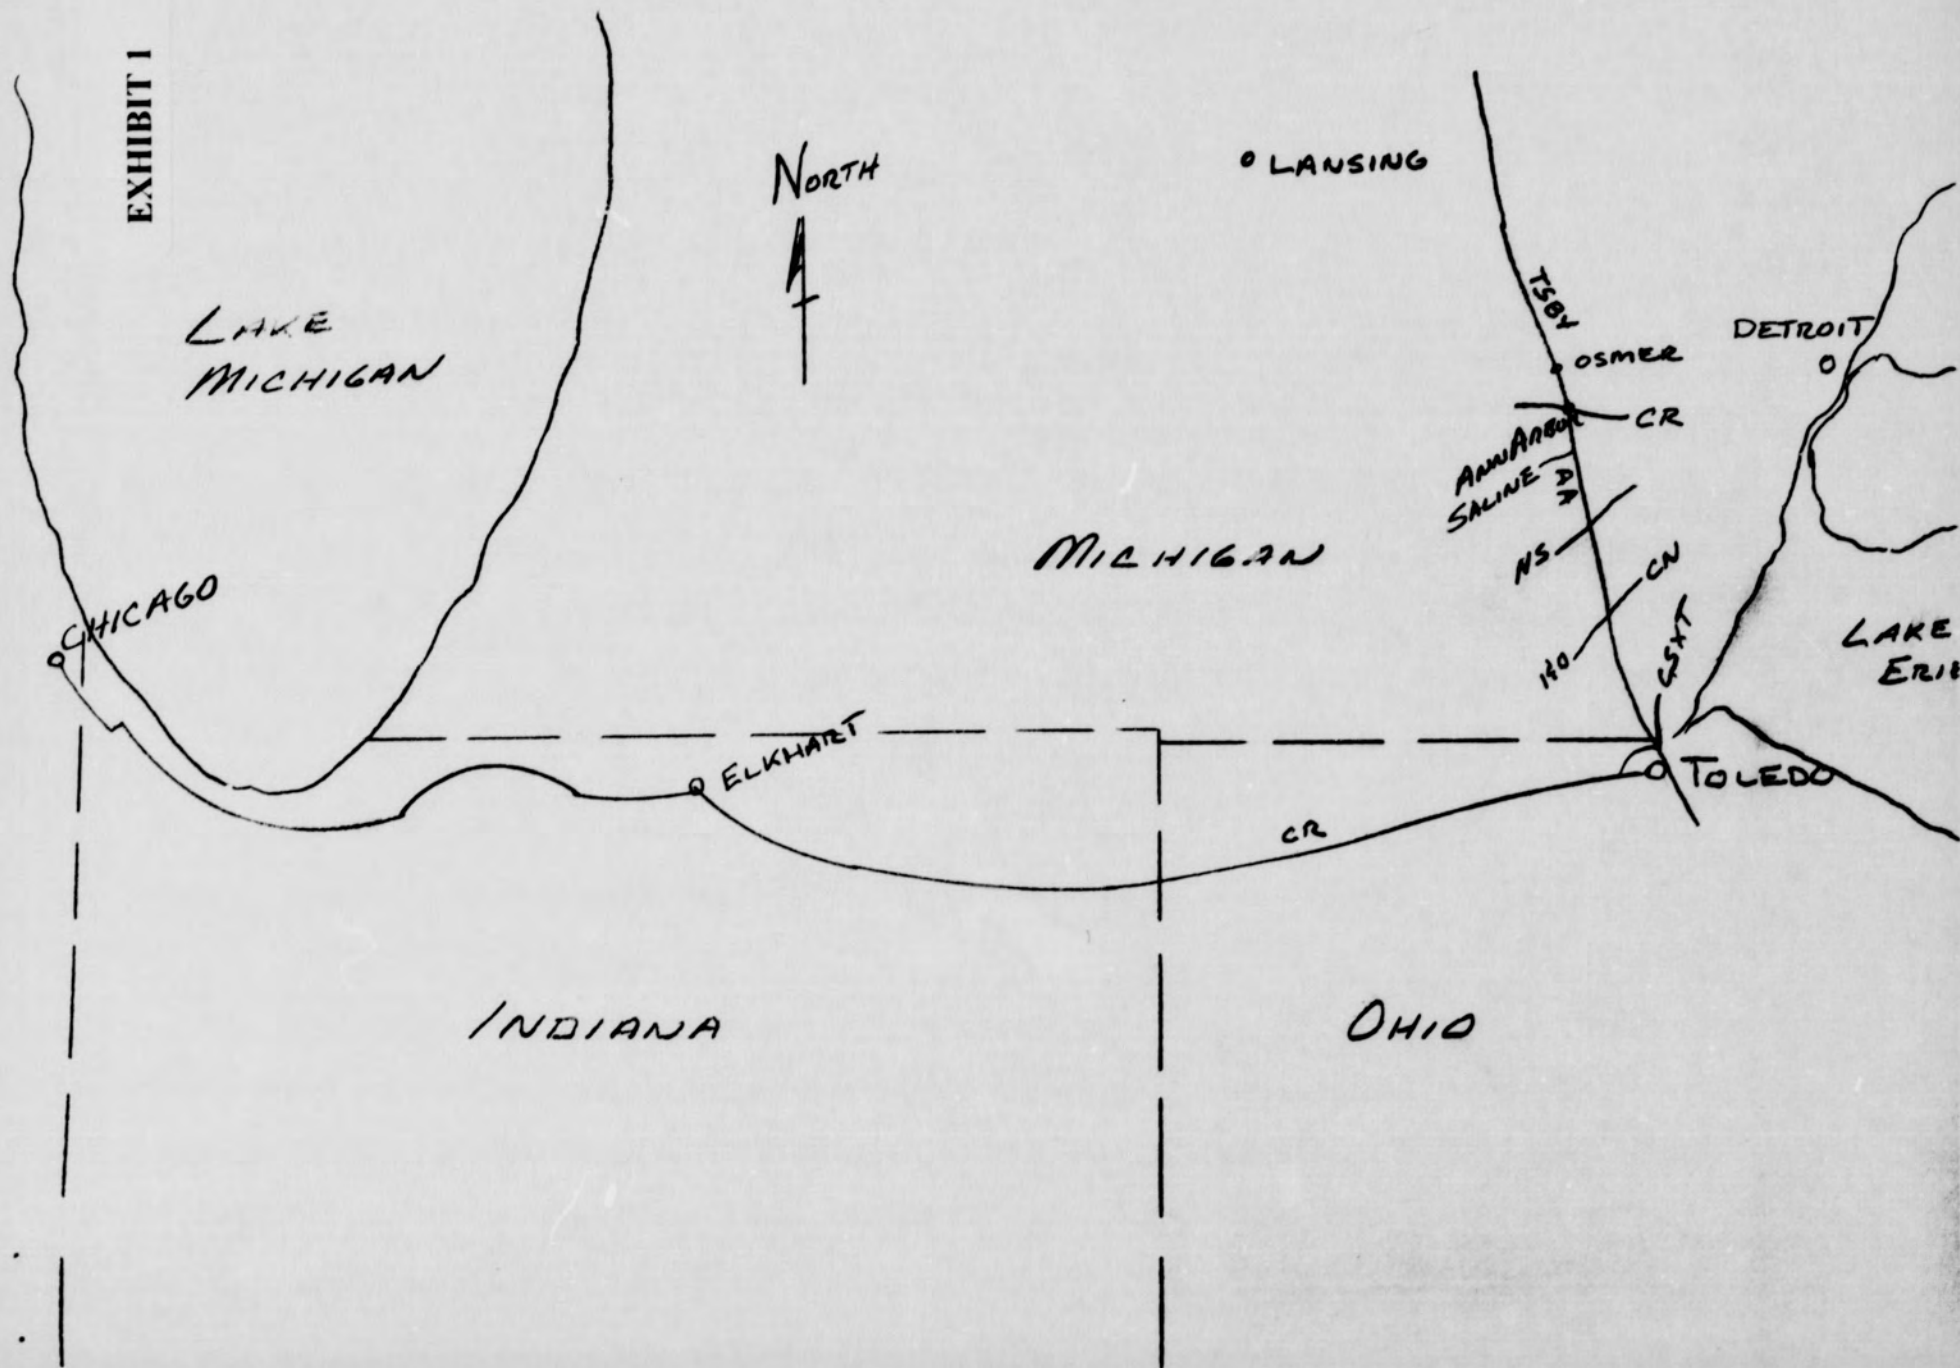 EXHIBIT 1
NORTH
LANSING
LAKE
MICHIGAN
TSBY
OSMER
DETROIT
CR
ANN ARBOR
SALINE
AA
NS
CN
MICHIGAN
CHICAGO
CSXT
LAKE
ERIE
ELKHART
TOLEDO
CR
INDIANA
OHIO